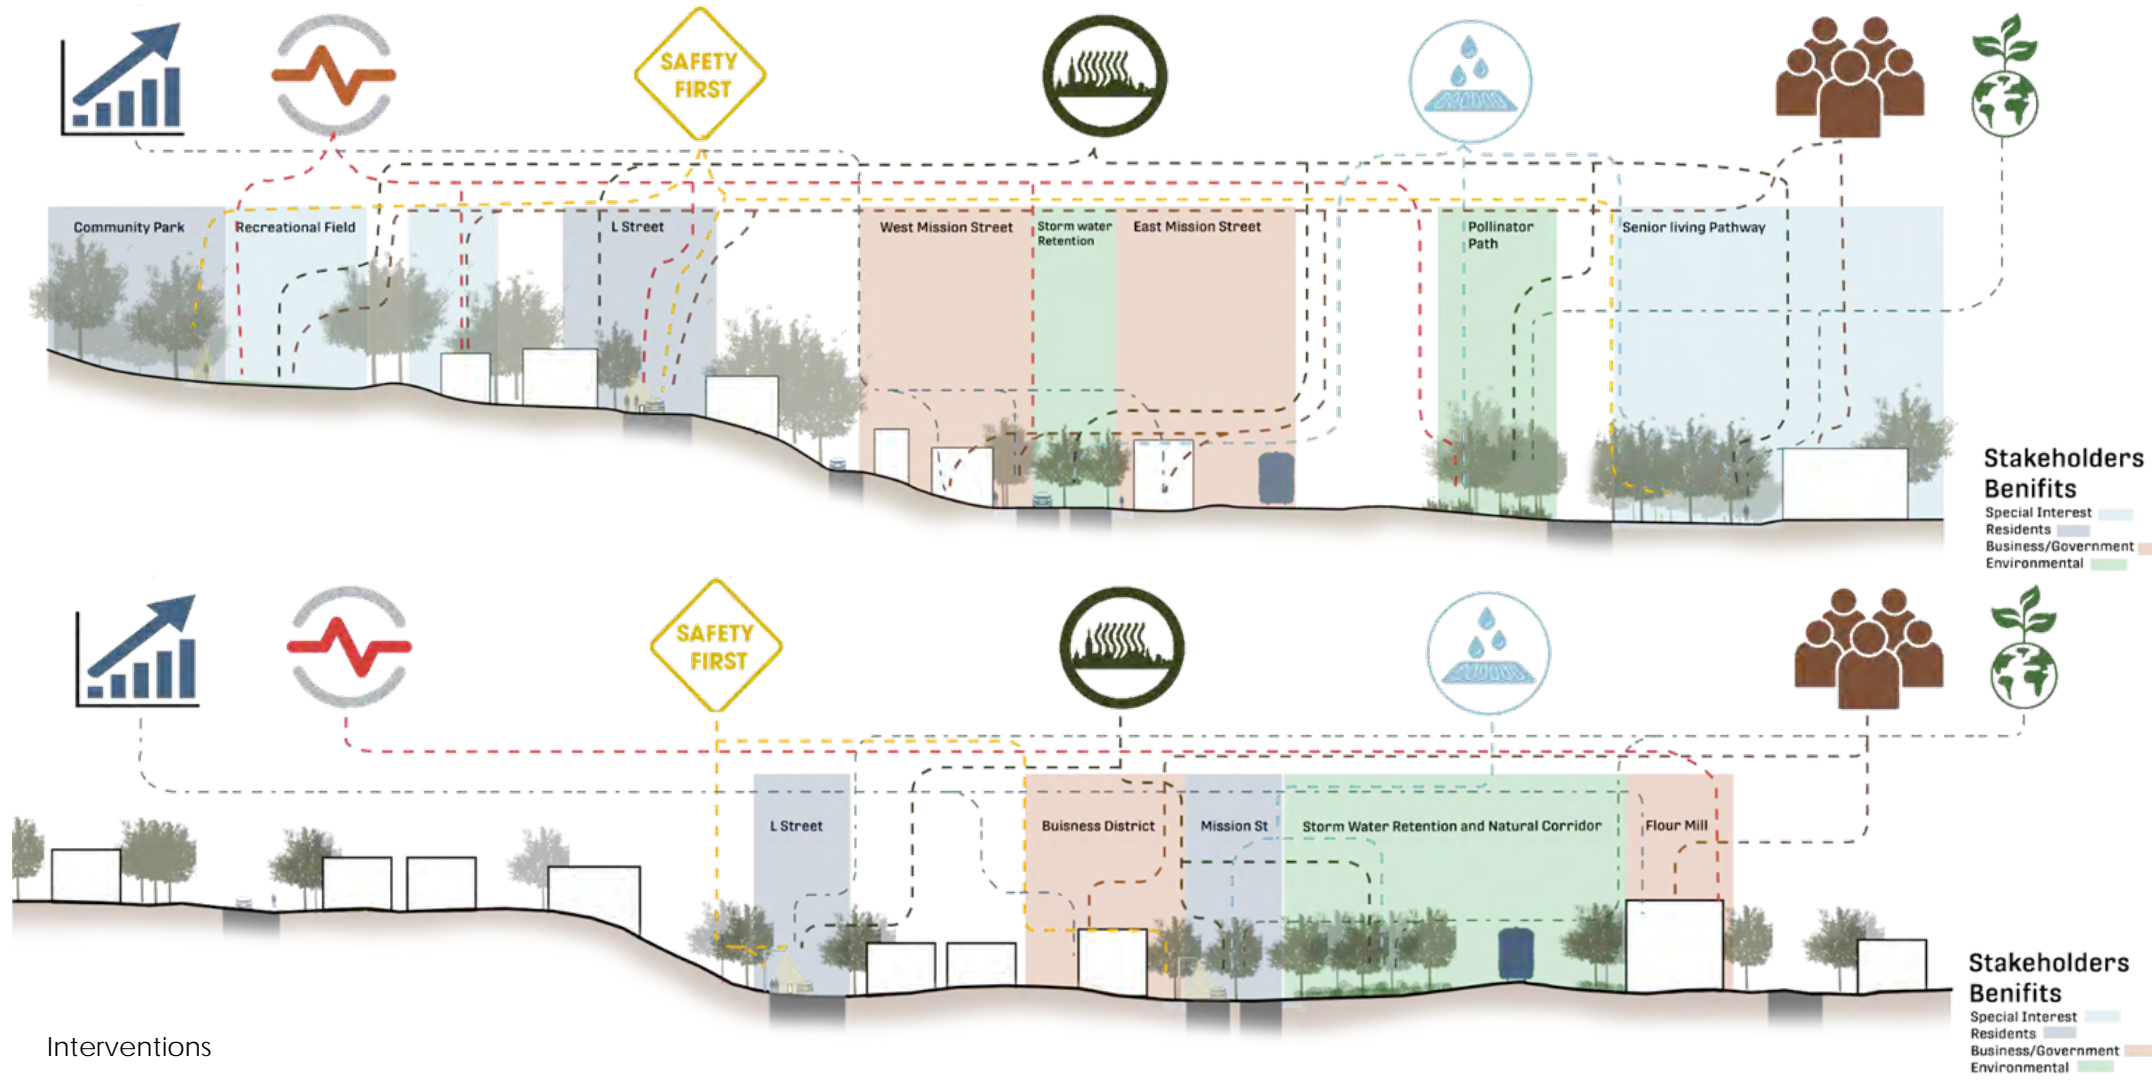 SAFETY
FIRST
Community Park
Recreational Field
L Street
West Mission Street
Storm water
Retention
East Mission Street
Pollinator
Path
Senior living Pathway
Stakeholders
Benifits
Special Interest
Residents
Business/Government
Environmental
SAFETY
FIRST
L Street
Buisness District
Mission St
Storm Water Retention and Natural Corridor
Flour Mill
Stakeholders
Benifits
Special Interest
Residents
Business/Government
Environmental
Interventions